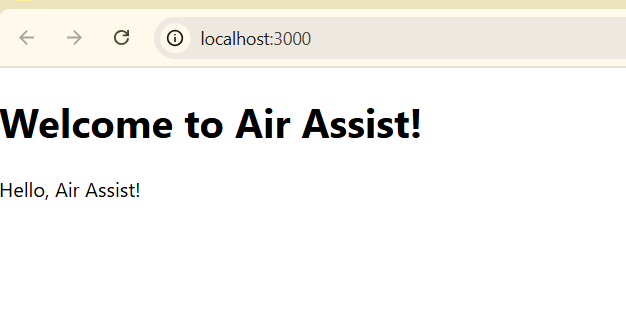 localhost:3000
Welcome to Air Assist!
Hello, Air Assist!